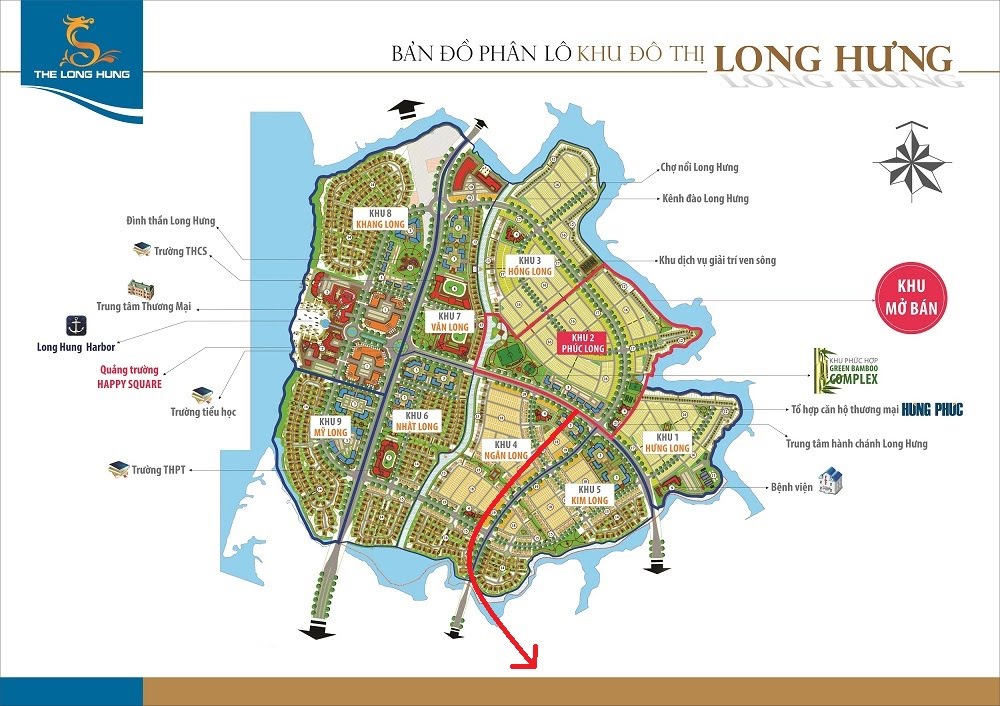 THE LONG HUNG
BẢN ĐỒ PHÂN LÔ KHU ĐÔ THỊ LONG HƯNG
Chợ nổi Long Hưng
Kênh đào Long Hưng
Khu dịch vụ giải trí ven sông
KHU
MỞ BÁN
KHU PHỨC HỢP
GREEN BAMBOO
COMPLEX
Tổ hợp căn hộ thương mại HƯNG PHÚC
Trung tâm hành chánh Long Hưng
Bệnh viện
Đình thần Long Hưng
Trường THCS
Trung tâm Thương Mại
Long Hung Harbor
Quảng trường
HAPPY SQUARE
Trường tiểu học
Trường THPT
KHU 8
KHANG LONG
KHU 3
HỒNG LONG
KHU 7
VÂN LONG
KHU 2
PHÚC LONG
KHU 9
MỸ LONG
KHU 6
NHẬT LONG
KHU 4
NGÂN LONG
KHU 1
HƯNG LONG
KHU 5
KIM LONG